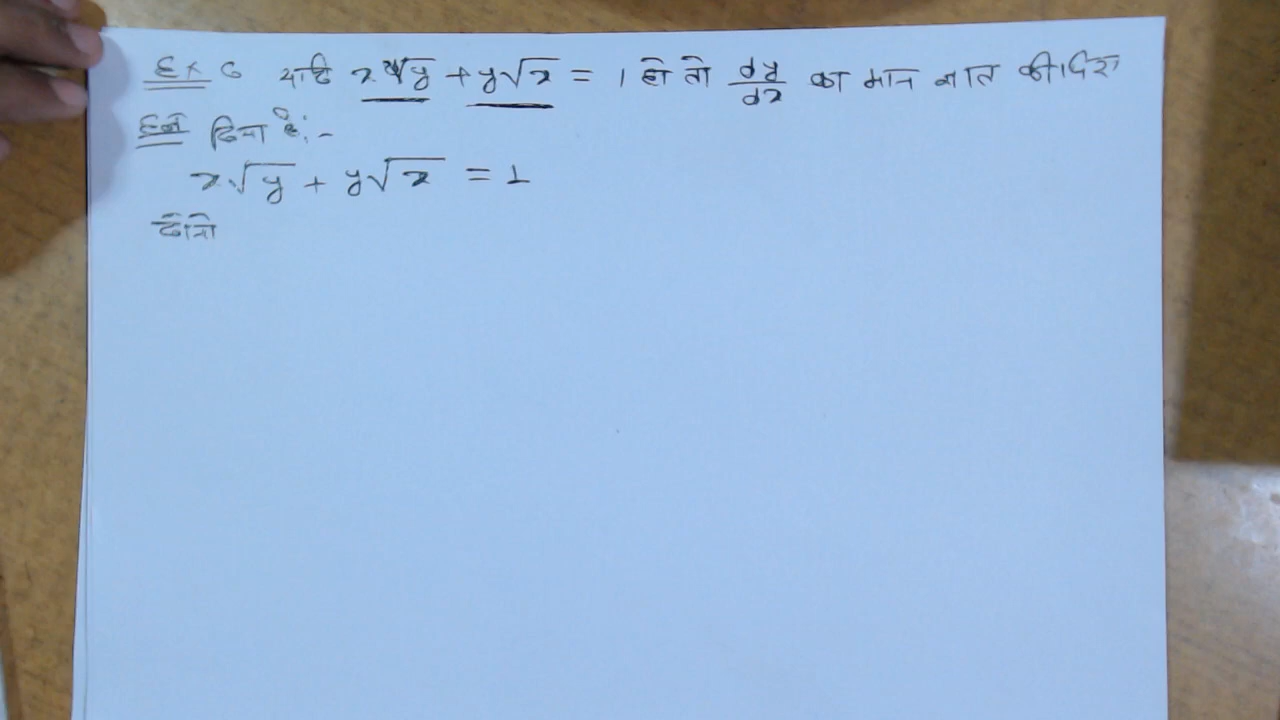 Ex 6 यदि x√y + y√x = 1 हो तो dy/dx का मान ज्ञात कीजिए
हल दिया है:-
x√y + y√x = 1
दोनो